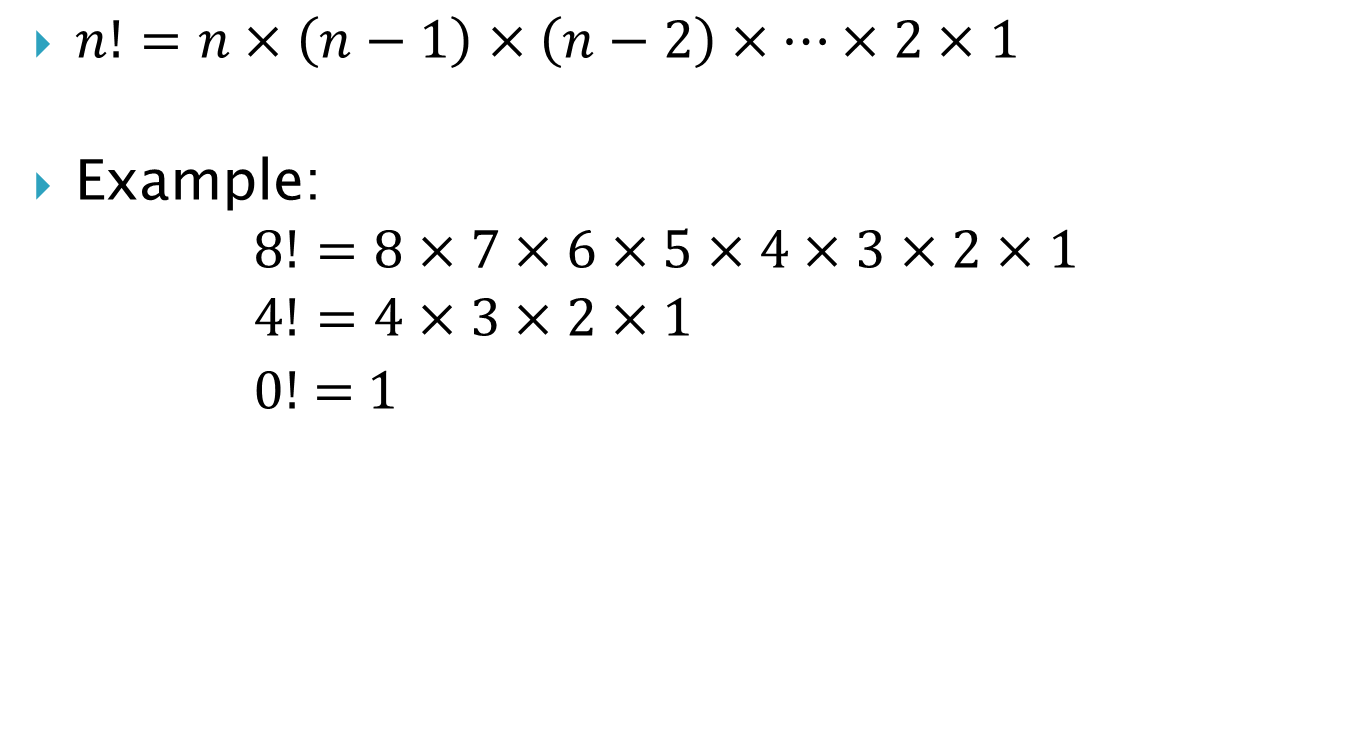 n! = n × (n − 1) × (n − 2) × ⋯ × 2 × 1
Example:
8! = 8 × 7 × 6 × 5 × 4 × 3 × 2 × 1
4! = 4 × 3 × 2 × 1
0! = 1